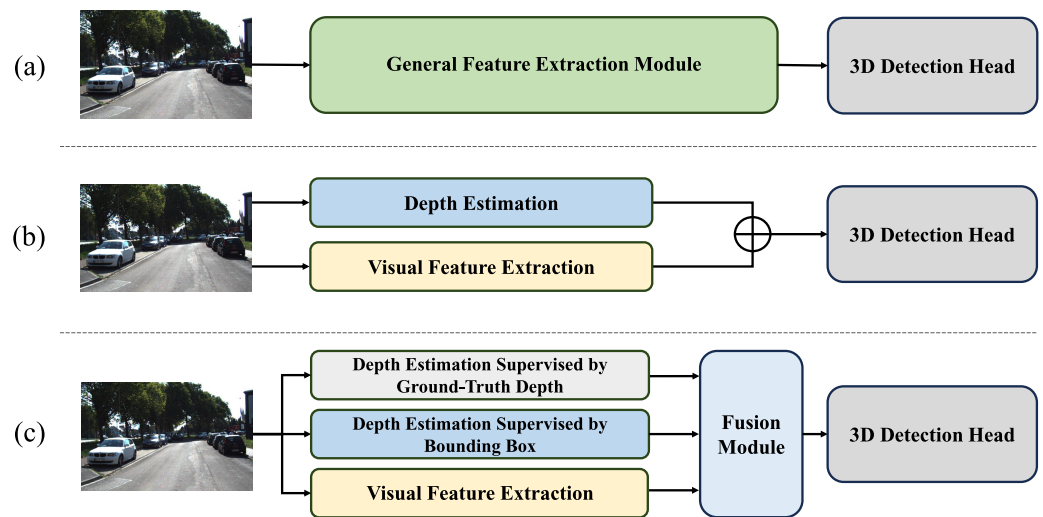 (a)
General Feature Extraction Module
3D Detection Head
(b)
Depth Estimation
Visual Feature Extraction
3D Detection Head
(c)
Depth Estimation Supervised by
Ground-Truth Depth
Depth Estimation Supervised by
Bounding Box
Visual Feature Extraction
Fusion
Module
3D Detection Head